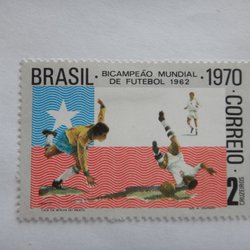 BRASIL
BICAMPEÃO MUNDIAL
DE FUTEBOL 1962
1970
CORREIO
2
CRUZEIROS